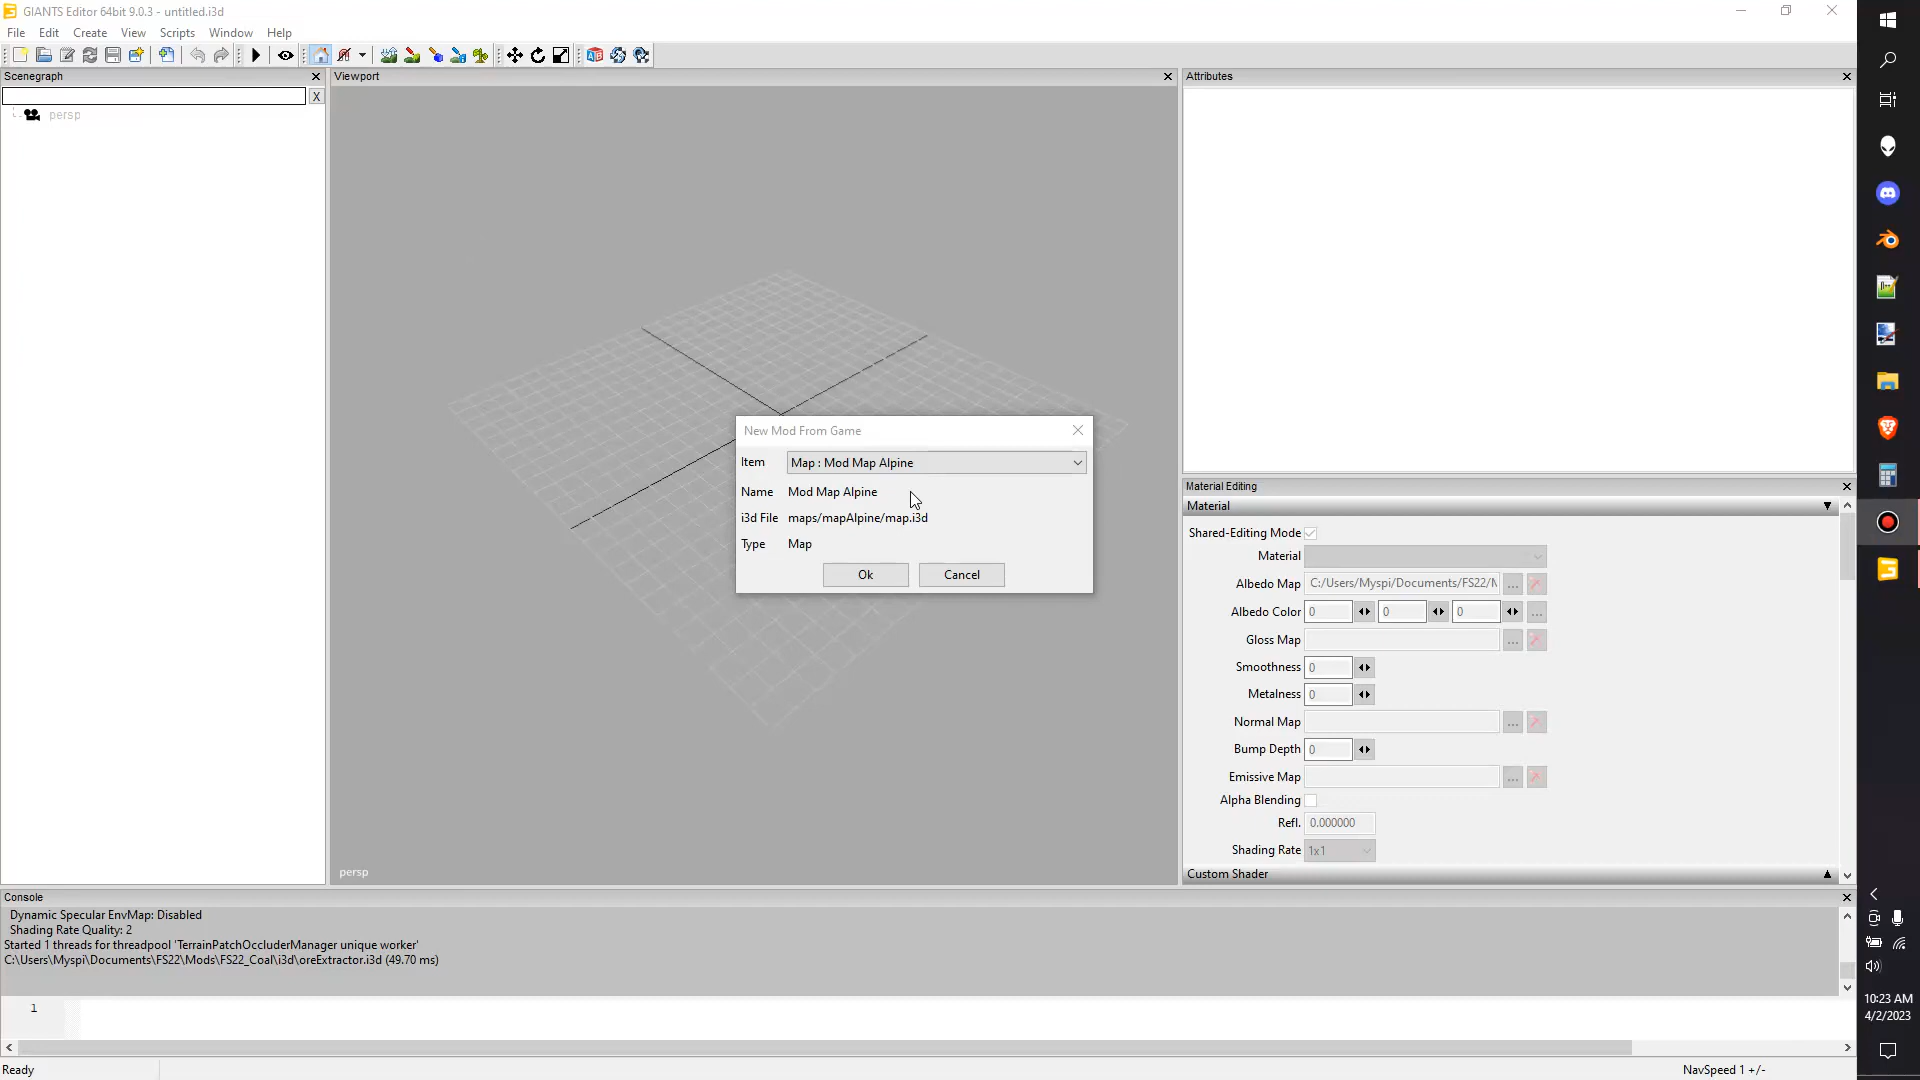 GIANTS Editor 64bit 9.0.3 - untitled.i3d
File Edit Create View Scripts Window Help
Scenegraph
Viewport
Attributes
X
persp
New Mod From Game
Item Map : Mod Map Alpine
Name Mod Map Alpine
i3d File maps/mapAlpine/map.i3d
Type Map
Ok Cancel
persp
Material Editing
Material
Shared-Editing Mode
Material
Albedo Map C:/Users/Myspi/Documents/FS22/M ...
Albedo Color 0 0 0 ...
Gloss Map ...
Smoothness 0
Metalness 0
Normal Map ...
Bump Depth 0
Emissive Map ...
Alpha Blending
Refl. 0.000000
Shading Rate 1x1
Custom Shader
Console
Dynamic Specular EnvMap: Disabled
Shading Rate Quality: 2
Started 1 threads for threadpool 'TerrainPatchOccluderManager unique worker'
C:\Users\Myspi\Documents\FS22\Mods\FS22_Coal\i3d\oreExtractor.i3d (49.70 ms)
1
Ready
NavSpeed 1 +/-
10:23 AM
4/2/2023